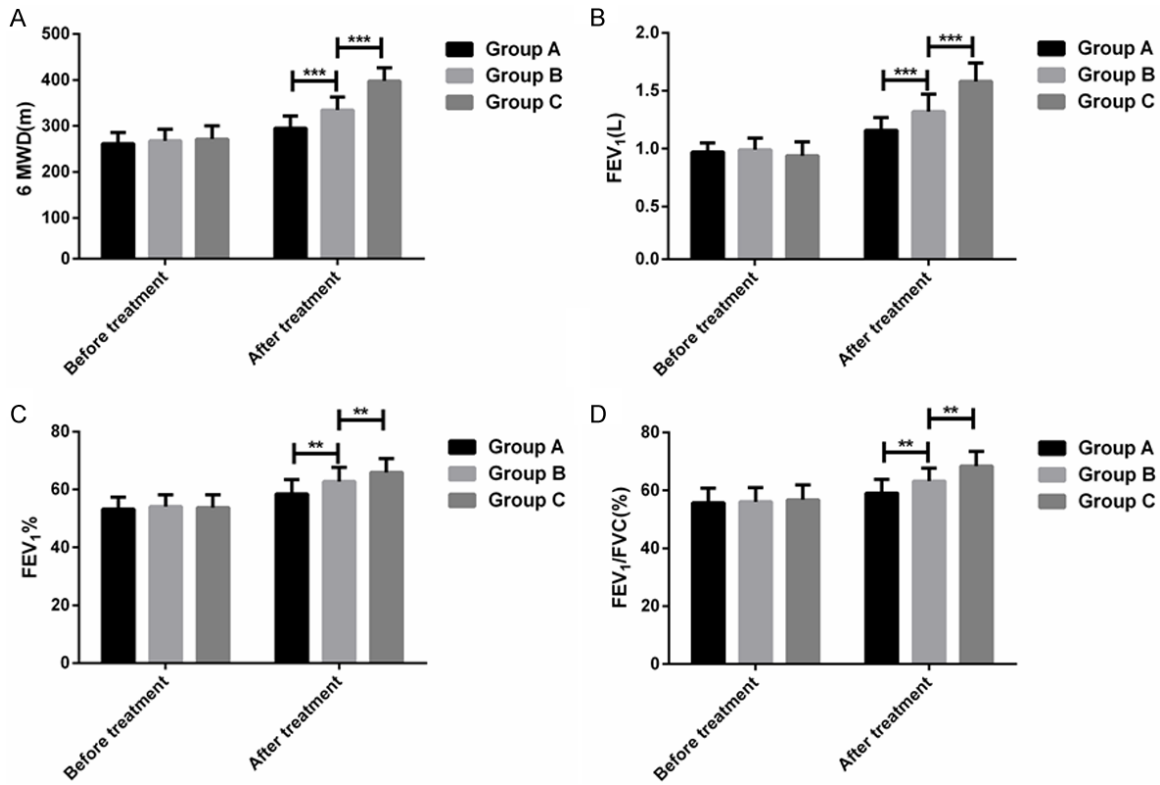 A
6 MWD(m)
500
400
300
200
100
0
***
***
Group A
Group B
Group C
Before treatment
After treatment
B
FEV₁(L)
2.0
1.5
1.0
0.5
0.0
***
***
Group A
Group B
Group C
Before treatment
After treatment
C
FEV₁%
80
60
40
20
0
**
**
Group A
Group B
Group C
Before treatment
After treatment
D
FEV₁/FVC(%)
80
60
40
20
0
**
**
Group A
Group B
Group C
Before treatment
After treatment